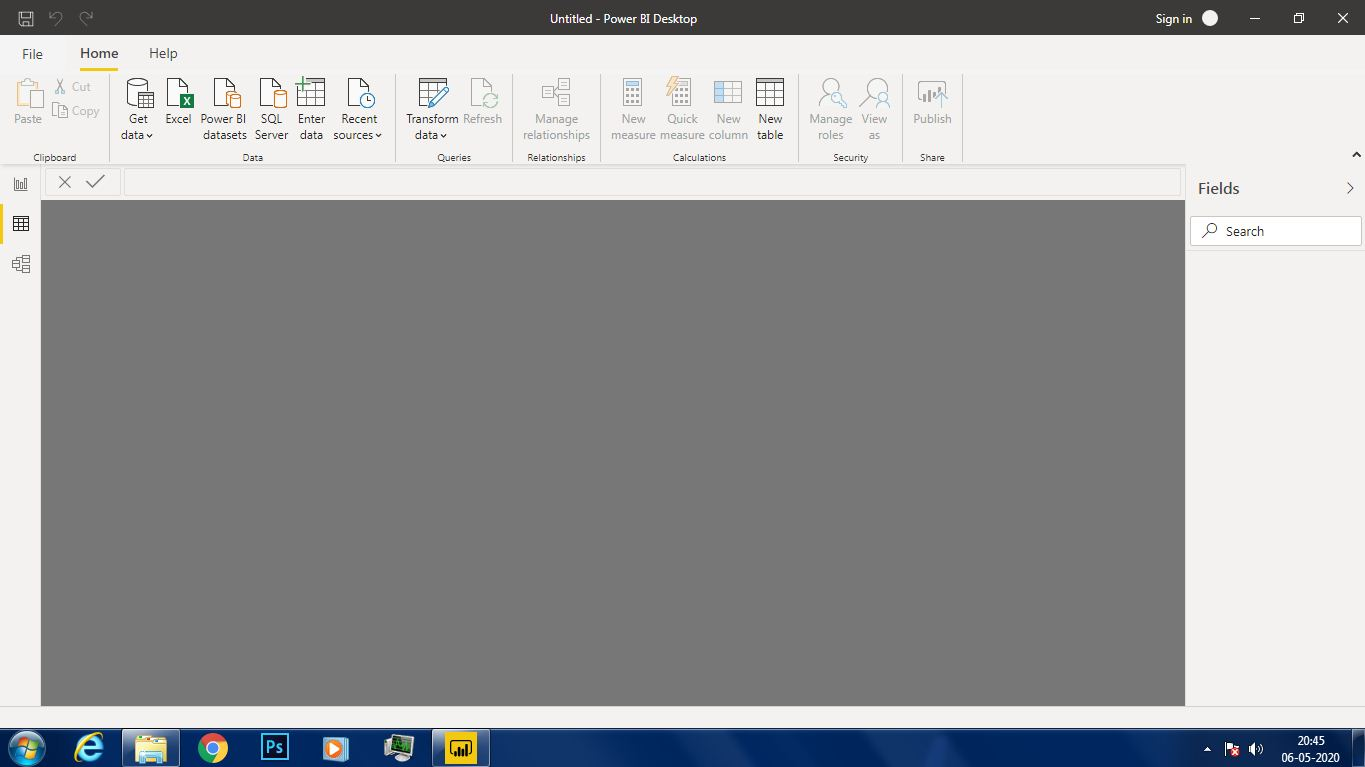 Untitled - Power BI Desktop
Sign in
File Home Help
Paste
Cut
Copy
Clipboard
Get data
Excel
Power BI datasets
SQL Server
Enter data
Recent sources
Data
Transform data
Refresh
Queries
Manage relationships
Relationships
New measure
Quick measure
New column
New table
Calculations
Manage roles
View as
Security
Publish
Share
Fields
Search
Ps
20:45
06-05-2020